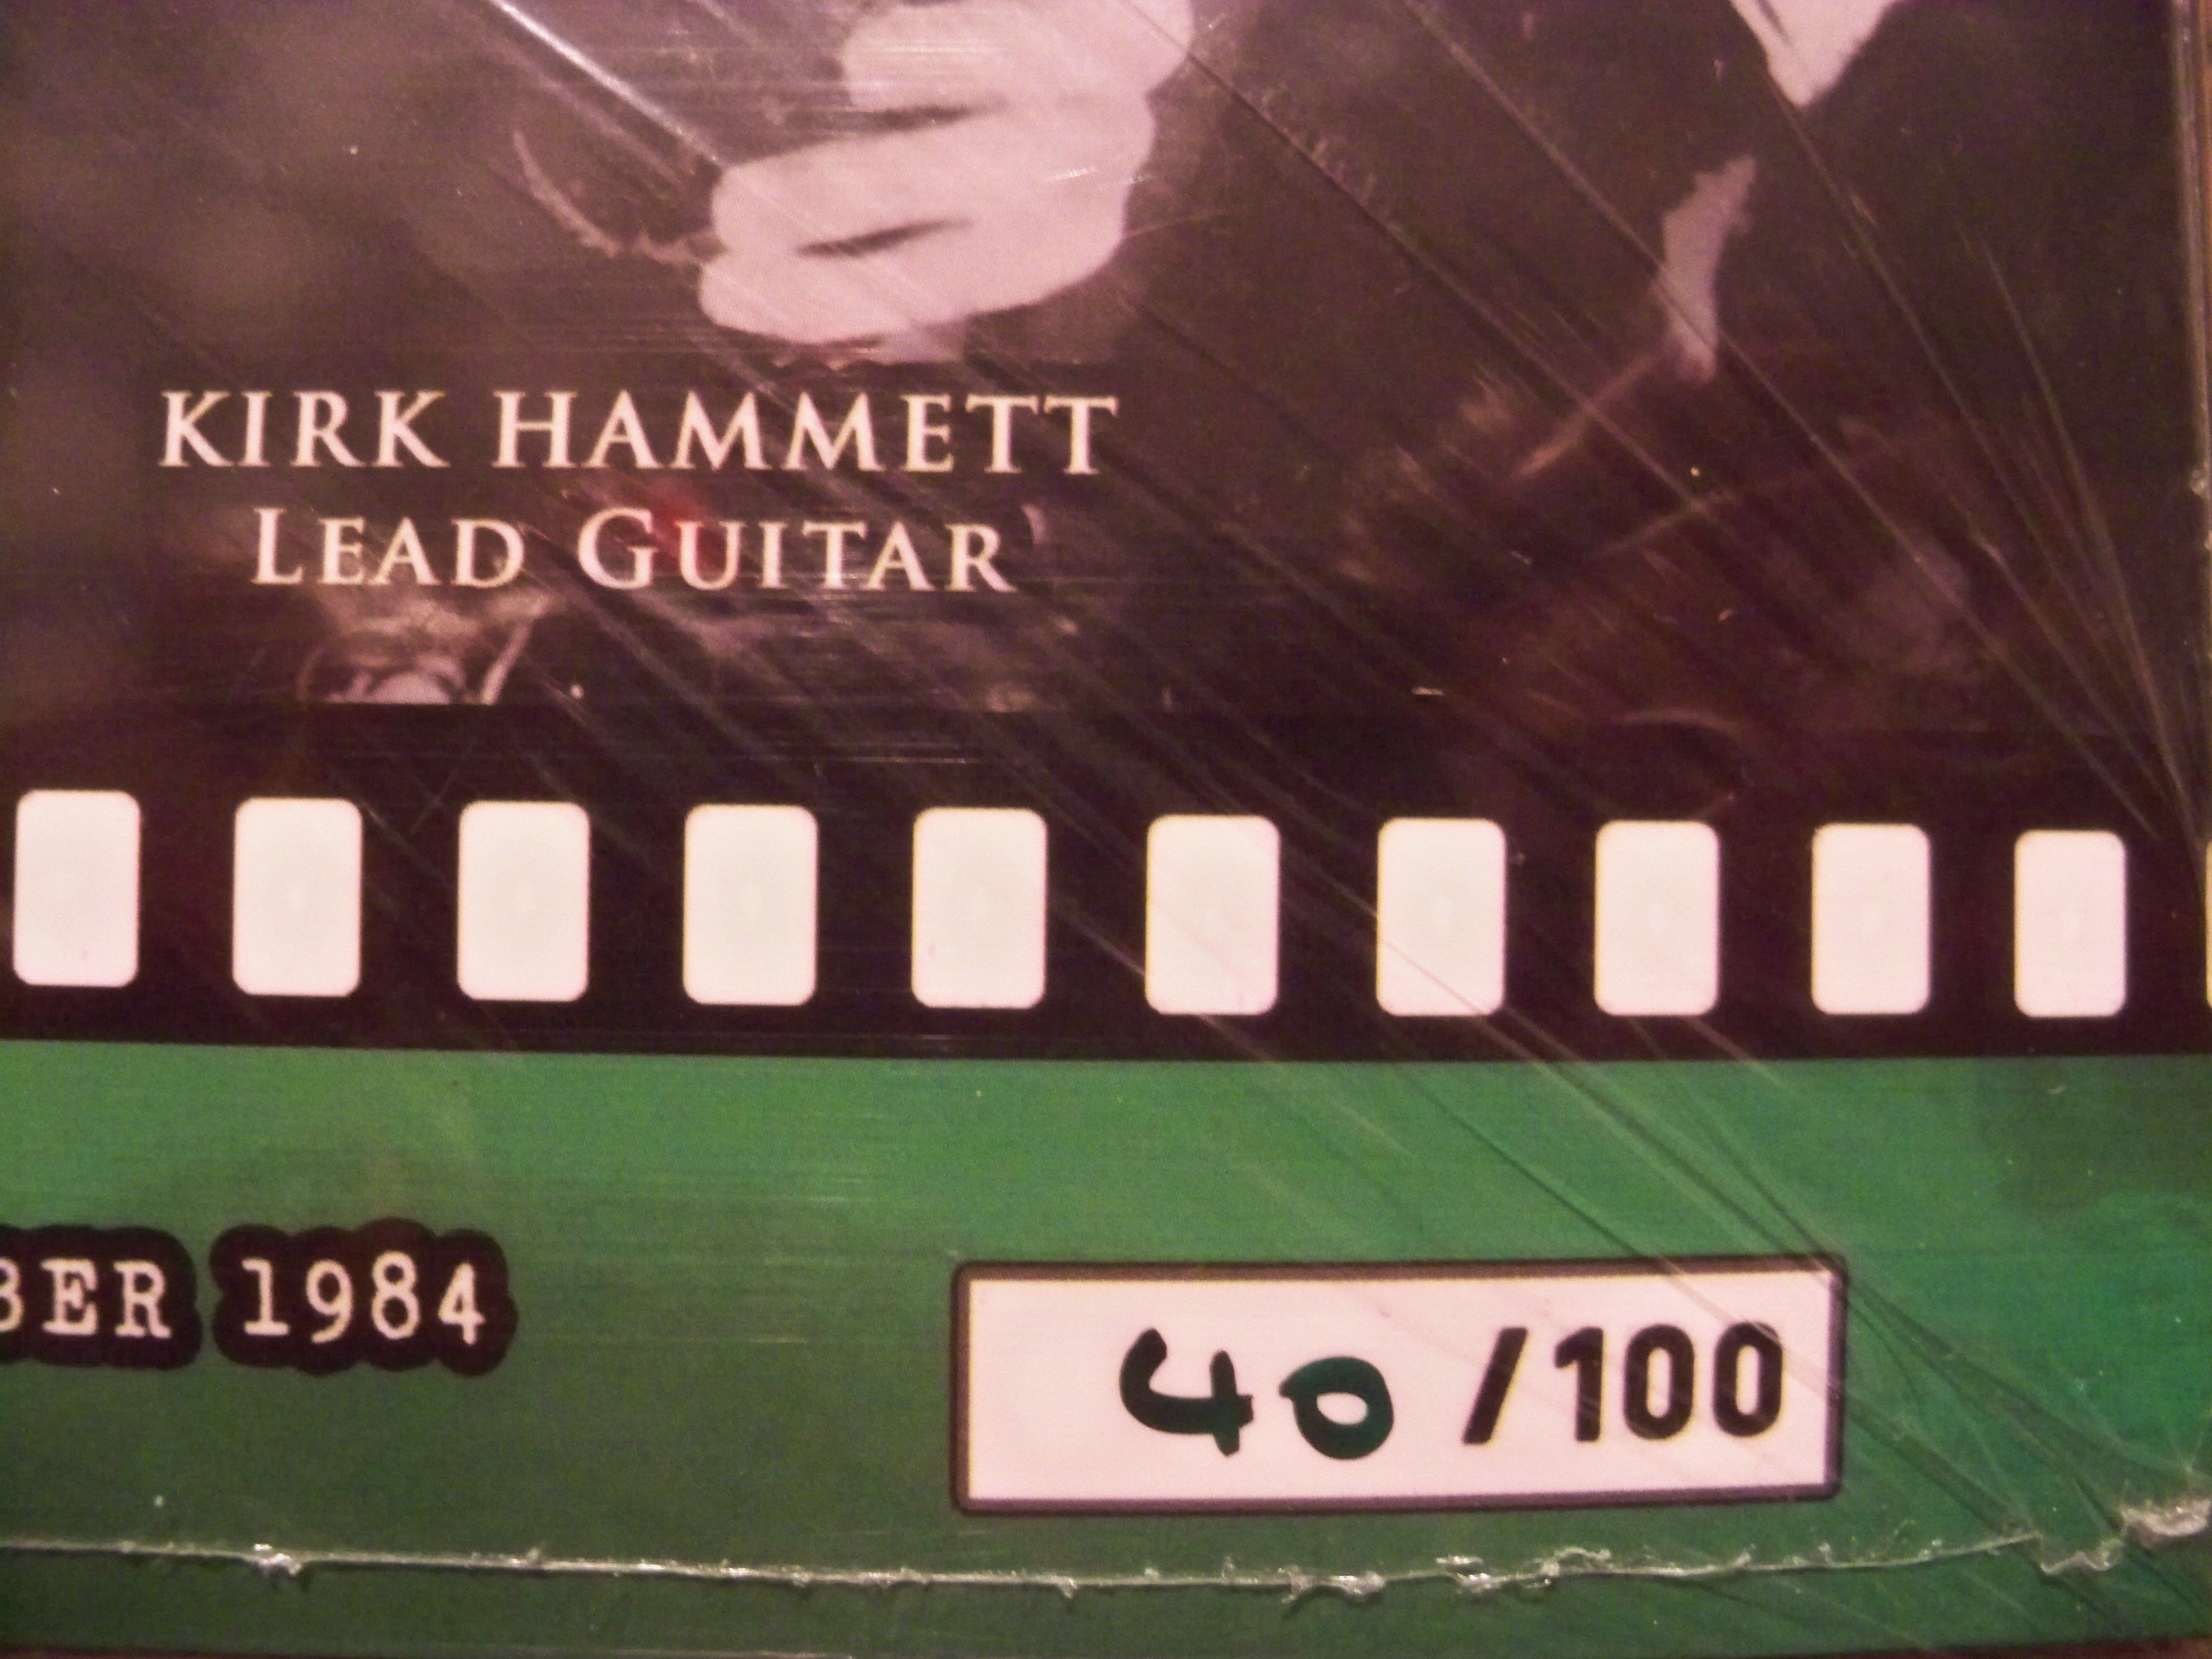 KIRK HAMMETT
LEAD GUITAR
BER 1984
40 /100